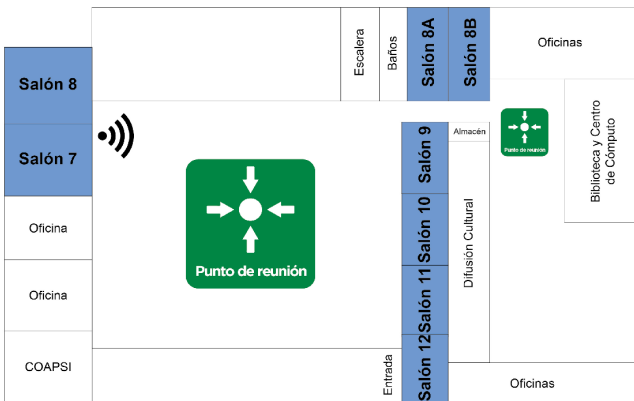 Escalera
Baños
Salón 8A
Salón 8B
Oficinas
Salón 8
Salón 7
Oficina
Oficina
COAPSI
Punto de reunión
Salón 9
Salón 10
Salón 11
Salón 12
Entrada
Almacén
Difusión Cultural
Punto de reunión
Biblioteca y Centro
de Cómputo
Oficinas